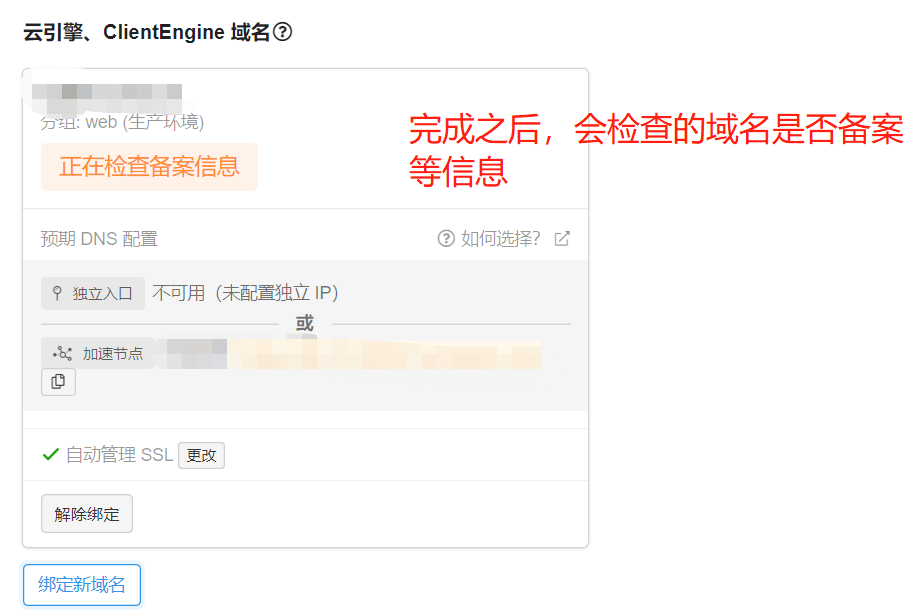 云引擎、ClientEngine 域名
分组: web (生产环境)
完成之后，会检查的域名是否备案
等信息
正在检查备案信息
预期 DNS 配置 如何选择？
独立入口 不可用（未配置独立 IP）
或
加速节点
自动管理 SSL 更改
解除绑定
绑定新域名